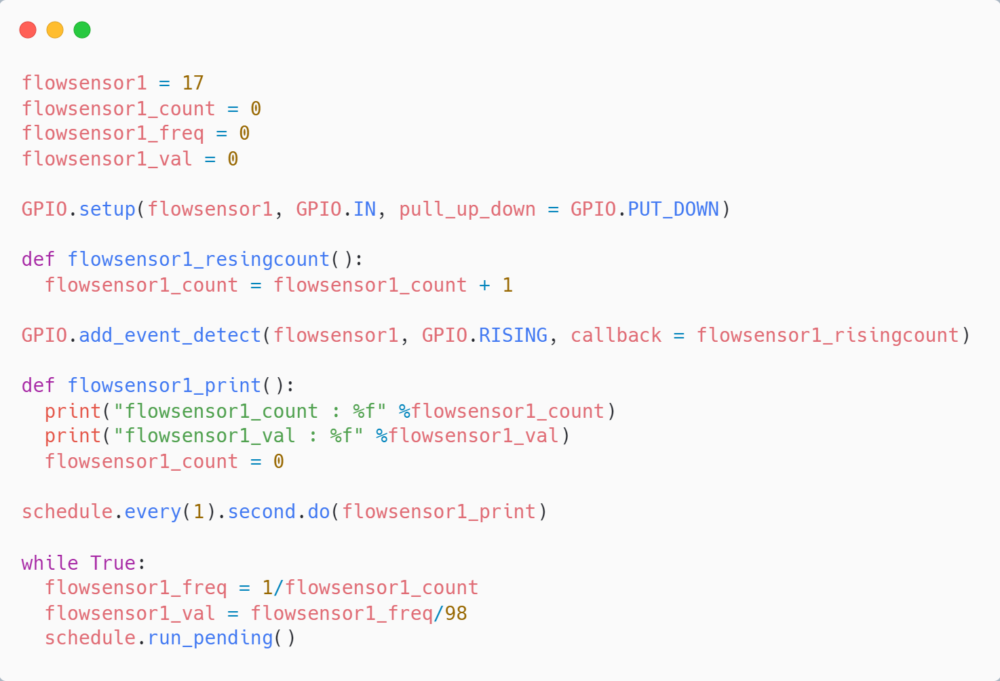 flowsensor1 = 17
flowsensor1_count = 0
flowsensor1_freq = 0
flowsensor1_val = 0

GPIO.setup(flowsensor1, GPIO.IN, pull_up_down = GPIO.PUT_DOWN)

def flowsensor1_resingcount():
  flowsensor1_count = flowsensor1_count + 1

GPIO.add_event_detect(flowsensor1, GPIO.RISING, callback = flowsensor1_risingcount)

def flowsensor1_print():
  print("flowsensor1_count : %f" %flowsensor1_count)
  print("flowsensor1_val : %f" %flowsensor1_val)
  flowsensor1_count = 0

schedule.every(1).second.do(flowsensor1_print)

while True:
  flowsensor1_freq = 1/flowsensor1_count
  flowsensor1_val = flowsensor1_freq/98
  schedule.run_pending()